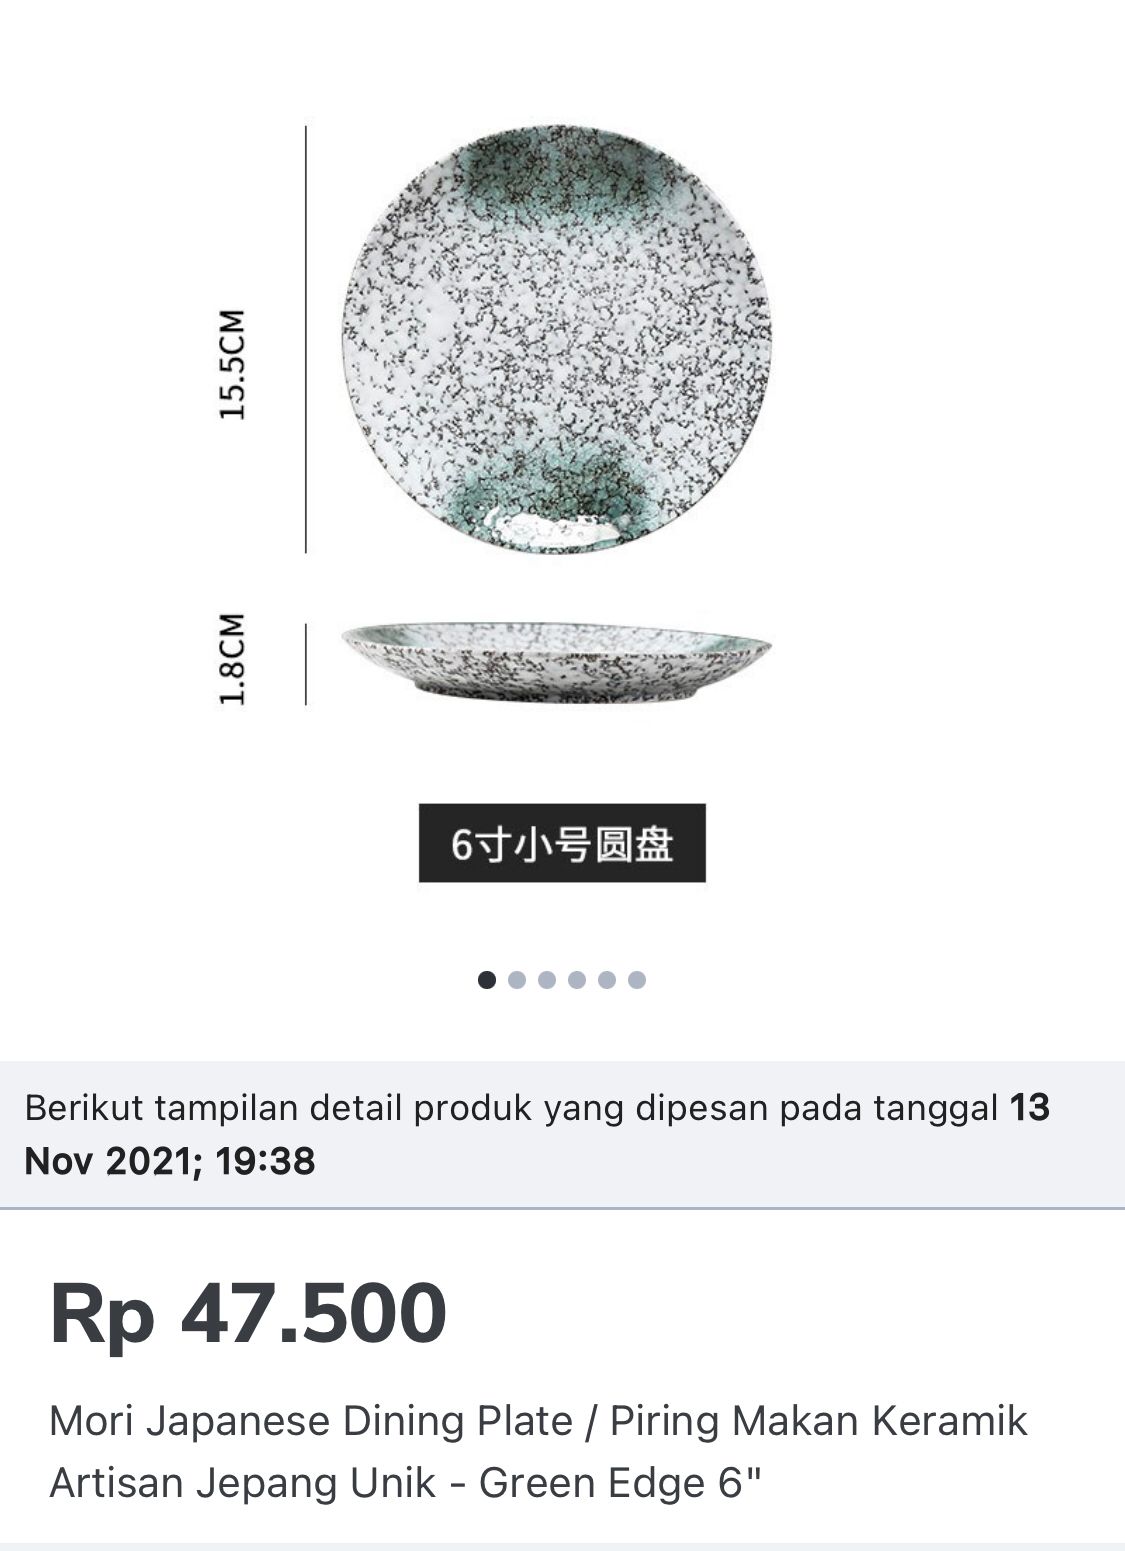 15.5CM
1.8CM
6寸小号圆盘
Berikut tampilan detail produk yang dipesan pada tanggal 13
Nov 2021; 19:38
Rp 47.500
Mori Japanese Dining Plate / Piring Makan Keramik
Artisan Jepang Unik - Green Edge 6"